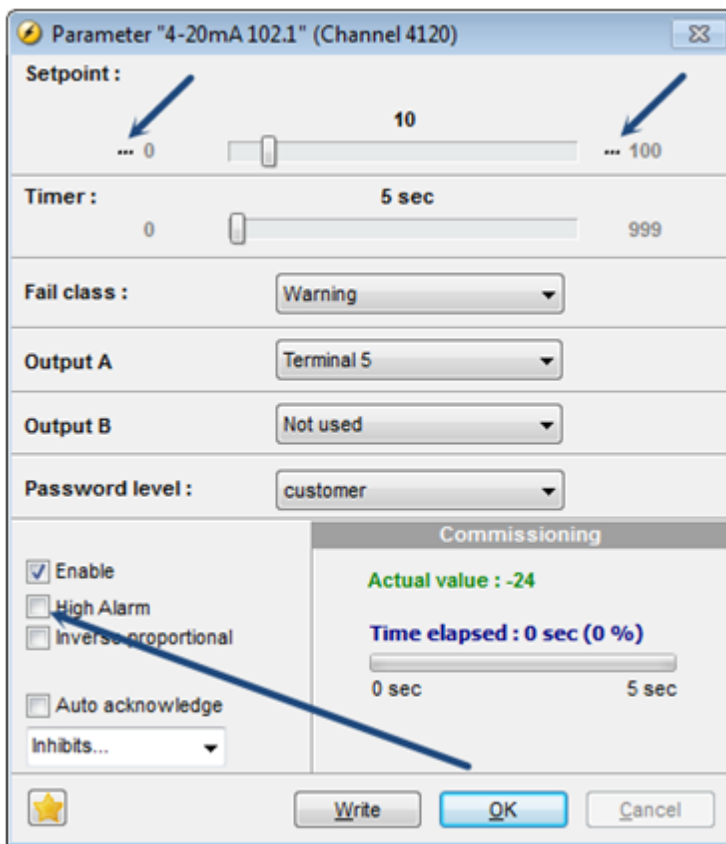 Parameter "4-20mA 102.1" (Channel 4120)
Setpoint :
10
... 0
... 100
Timer :
5 sec
0
999
Fail class :
Warning
Output A
Terminal 5
Output B
Not used
Password level :
customer
Commissioning
Enable
High Alarm
Inverse proportional
Auto acknowledge
Inhibits...
Actual value : -24
Time elapsed : 0 sec (0 %)
0 sec
5 sec
Write
OK
Cancel